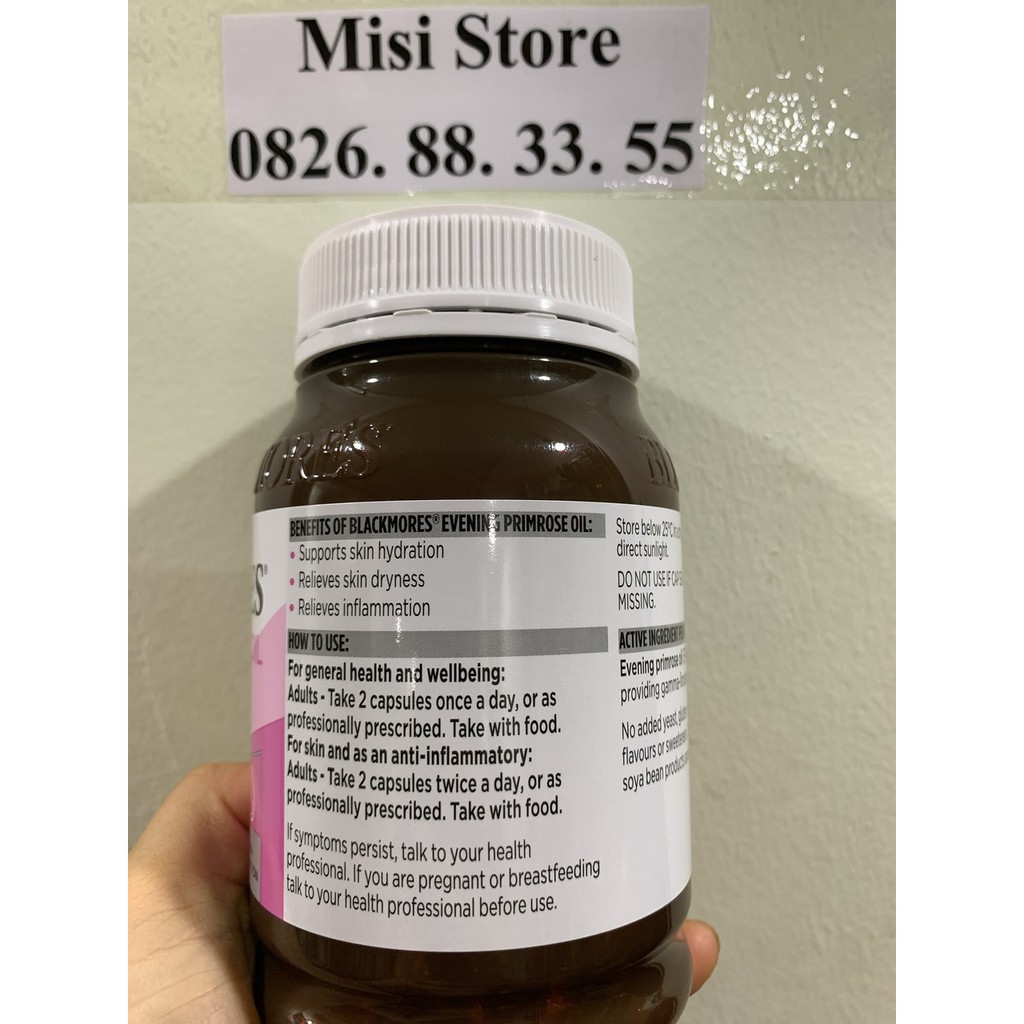 Misi Store
0826. 88. 33. 55
BENEFITS OF BLACKMORES® EVENING PRIMROSE OIL:
• Supports skin hydration
• Relieves skin dryness
• Relieves inflammation
HOW TO USE:
For general health and wellbeing:
Adults - Take 2 capsules once a day, or as
professionally prescribed. Take with food.
For skin and as an anti-inflammatory:
Adults - Take 2 capsules twice a day, or as
professionally prescribed. Take with food.
If symptoms persist, talk to your health
professional. If you are pregnant or breastfeeding
talk to your health professional before use.
Store below 25°C
direct sunlight.
DO NOT USE IF
MISSING.
ACTIVE INGREDIENT
Evening primrose
providing
No added yeast,
flavours or
soya bean products